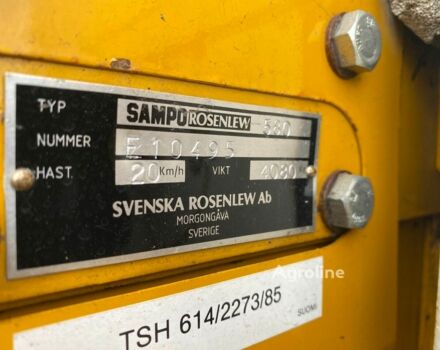 TYP SAMPO ROSENLEW 580
NUMMER E10495
HAST. 20 Km/h VIKT 4080
SVENSKA ROSENLEW Ab
MORGONGÅVA
SVERIGE
Agroline
TSH 614/2273/85 SUOMI